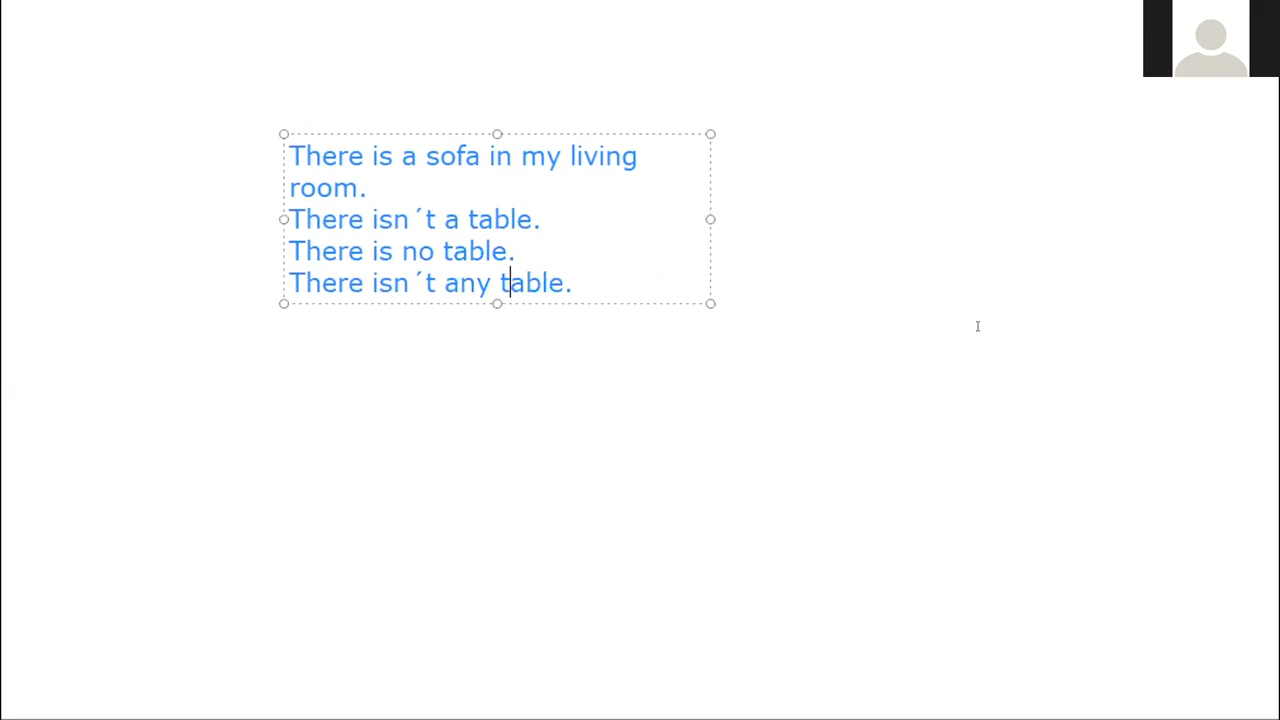 There is a sofa in my living
room.
There isn´t a table.
There is no table.
There isn´t any table.